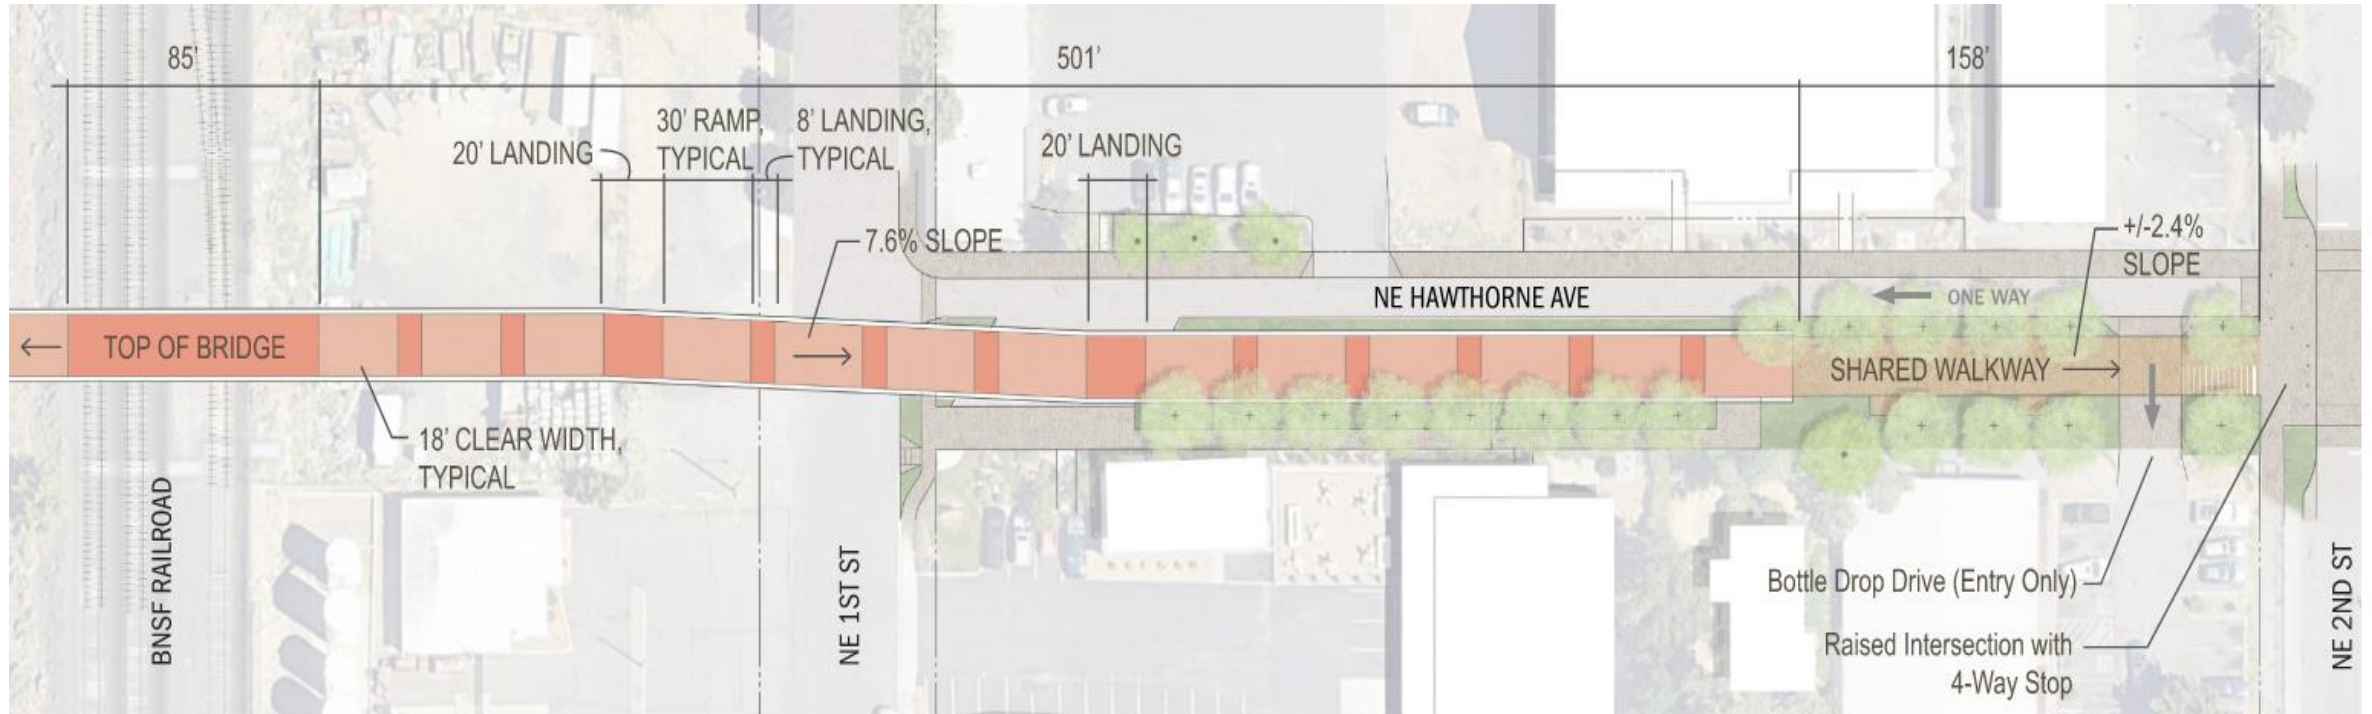 85'
501'
158'
20' LANDING
30' RAMP,
TYPICAL
8' LANDING,
TYPICAL
20' LANDING
7.6% SLOPE
+/-2.4%
SLOPE
NE HAWTHORNE AVE
ONE WAY
TOP OF BRIDGE
SHARED WALKWAY
18' CLEAR WIDTH,
TYPICAL
BNSF RAILROAD
NE 1ST ST
Bottle Drop Drive (Entry Only)
Raised Intersection with
4-Way Stop
NE 2ND ST